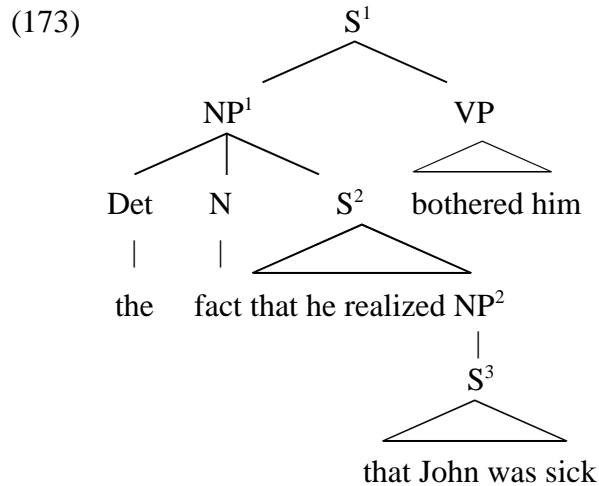 (173) S¹
NP¹ VP
Det N S² bothered him
the fact that he realized NP²
S³
that John was sick